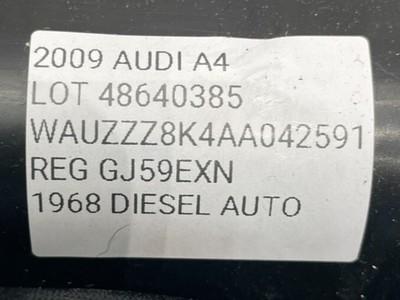 2009 AUDI A4
LOT 48640385
WAUZZZ8K4AA042591
REG GJ59EXN
1968 DIESEL AUTO